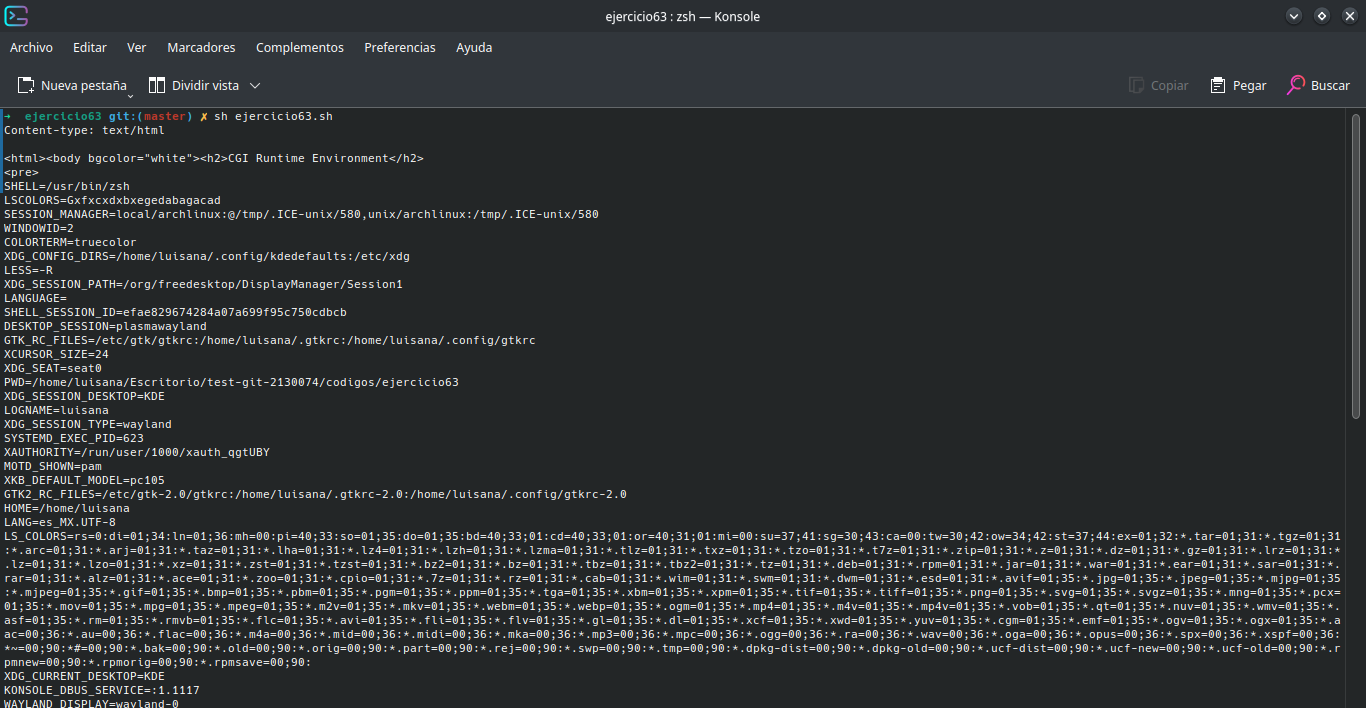 ejercicio63 : zsh — Konsole
Archivo Editar Ver Marcadores Complementos Preferencias Ayuda
Nueva pestaña Dividir vista Copiar Pegar Buscar
→ ejercicio63 git:(master) ✗ sh ejercicio63.sh
Content-type: text/html
<html><body bgcolor="white"><h2>CGI Runtime Environment</h2>
<pre>
SHELL=/usr/bin/zsh
LSCOLORS=Gxfxcxdxbxegedabagacad
SESSION_MANAGER=local/archlinux:@/tmp/.ICE-unix/580,unix/archlinux:/tmp/.ICE-unix/580
WINDOWID=2
COLORTERM=truecolor
XDG_CONFIG_DIRS=/home/luisana/.config/kdedefaults:/etc/xdg
LESS=-R
XDG_SESSION_PATH=/org/freedesktop/DisplayManager/Session1
LANGUAGE=
SHELL_SESSION_ID=efae829674284a07a699f95c750cdbcb
DESKTOP_SESSION=plasmawayland
GTK_RC_FILES=/etc/gtk/gtkrc:/home/luisana/.gtkrc:/home/luisana/.config/gtkrc
XCURSOR_SIZE=24
XDG_SEAT=seat0
PWD=/home/luisana/Escritorio/test-git-2130074/codigos/ejercicio63
XDG_SESSION_DESKTOP=KDE
LOGNAME=luisana
XDG_SESSION_TYPE=wayland
SYSTEMD_EXEC_PID=623
XAUTHORITY=/run/user/1000/xauth_qgtUBY
MOTD_SHOWN=pam
XKB_DEFAULT_MODEL=pc105
GTK2_RC_FILES=/etc/gtk-2.0/gtkrc:/home/luisana/.gtkrc-2.0:/home/luisana/.config/gtkrc-2.0
HOME=/home/luisana
LANG=es_MX.UTF-8
LS_COLORS=rs=0:di=01;34:ln=01;36:mh=00:pi=40;33:so=01;35:do=01;35:bd=40;33;01:cd=40;33;01:or=40;31;01:mi=00:su=37;41:sg=30;43:ca=00:tw=30;42:ow=34;42:st=37;44:ex=01;32:*.tar=01;31:*.tgz=01;31
:*.arc=01;31:*.arj=01;31:*.taz=01;31:*.lha=01;31:*.lz4=01;31:*.lzh=01;31:*.lzma=01;31:*.tlz=01;31:*.txz=01;31:*.tzo=01;31:*.t7z=01;31:*.zip=01;31:*.z=01;31:*.dz=01;31:*.gz=01;31:*.lrz=01;31:*
.lz=01;31:*.lzo=01;31:*.xz=01;31:*.zst=01;31:*.tzst=01;31:*.bz2=01;31:*.bz=01;31:*.tbz=01;31:*.tbz2=01;31:*.tz=01;31:*.deb=01;31:*.rpm=01;31:*.jar=01;31:*.war=01;31:*.ear=01;31:*.sar=01;31:*.
rar=01;31:*.alz=01;31:*.ace=01;31:*.zoo=01;31:*.cpio=01;31:*.7z=01;31:*.rz=01;31:*.cab=01;31:*.wim=01;31:*.swm=01;31:*.dwm=01;31:*.esd=01;31:*.avif=01;35:*.jpg=01;35:*.jpeg=01;35:*.mjpg=01;35
:*.mjpeg=01;35:*.gif=01;35:*.bmp=01;35:*.pbm=01;35:*.pgm=01;35:*.ppm=01;35:*.tga=01;35:*.xbm=01;35:*.xpm=01;35:*.tif=01;35:*.tiff=01;35:*.png=01;35:*.svg=01;35:*.svgz=01;35:*.mng=01;35:*.pcx=
01;35:*.mov=01;35:*.mpg=01;35:*.mpeg=01;35:*.m2v=01;35:*.mkv=01;35:*.webm=01;35:*.webp=01;35:*.ogm=01;35:*.mp4=01;35:*.m4v=01;35:*.mp4v=01;35:*.vob=01;35:*.qt=01;35:*.nuv=01;35:*.wmv=01;35:*.
asf=01;35:*.rm=01;35:*.rmvb=01;35:*.flc=01;35:*.avi=01;35:*.fli=01;35:*.flv=01;35:*.gl=01;35:*.dl=01;35:*.xcf=01;35:*.xwd=01;35:*.yuv=01;35:*.cgm=01;35:*.emf=01;35:*.ogv=01;35:*.ogx=01;35:*.a
ac=00;36:*.au=00;36:*.flac=00;36:*.m4a=00;36:*.mid=00;36:*.midi=00;36:*.mka=00;36:*.mp3=00;36:*.mpc=00;36:*.ogg=00;36:*.ra=00;36:*.wav=00;36:*.oga=00;36:*.opus=00;36:*.spx=00;36:*.xspf=00;36:
*~=00;90:*#=00;90:*.bak=00;90:*.old=00;90:*.orig=00;90:*.part=00;90:*.rej=00;90:*.swp=00;90:*.tmp=00;90:*.dpkg-dist=00;90:*.dpkg-old=00;90:*.ucf-dist=00;90:*.ucf-new=00;90:*.ucf-old=00;90:*.r
pmnew=00;90:*.rpmorig=00;90:*.rpmsave=00;90:
XDG_CURRENT_DESKTOP=KDE
KONSOLE_DBUS_SERVICE=:1.1117
WAYLAND_DISPLAY=wayland-0